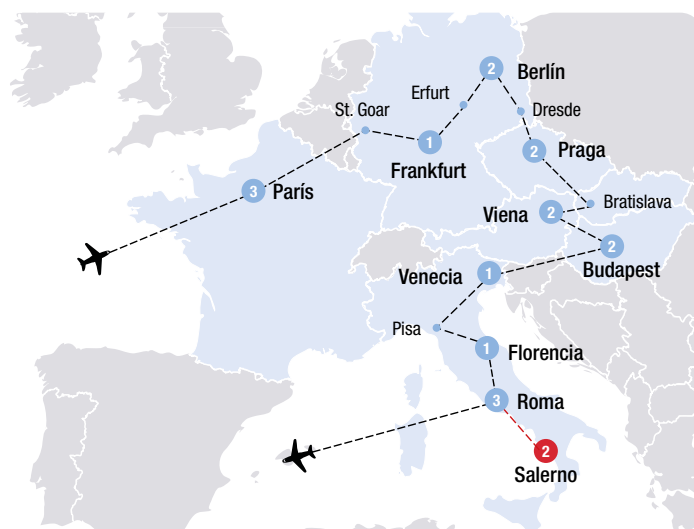 2
Berlín
Erfurt
St. Goar
Dresde
1
Frankfurt
2
Praga
3
París
Bratislava
Viena
2
2
Budapest
Venecia
1
Pisa
1
Florencia
3
Roma
2
Salerno